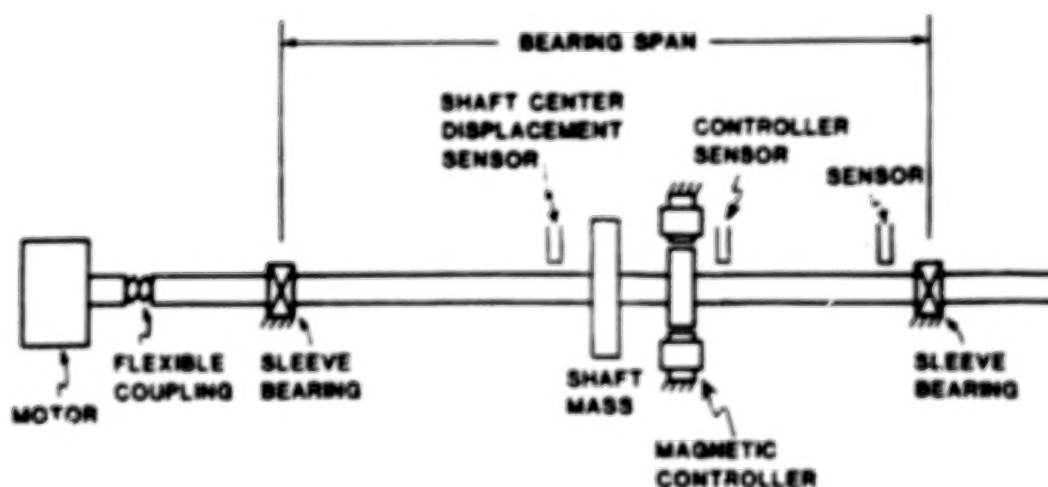 BEARING SPAN
SHAFT CENTER
DISPLACEMENT
SENSOR
CONTROLLER
SENSOR
SENSOR
MOTOR
FLEXIBLE
COUPLING
SLEEVE
BEARING
SHAFT
MASS
MAGNETIC
CONTROLLER
SLEEVE
BEARING